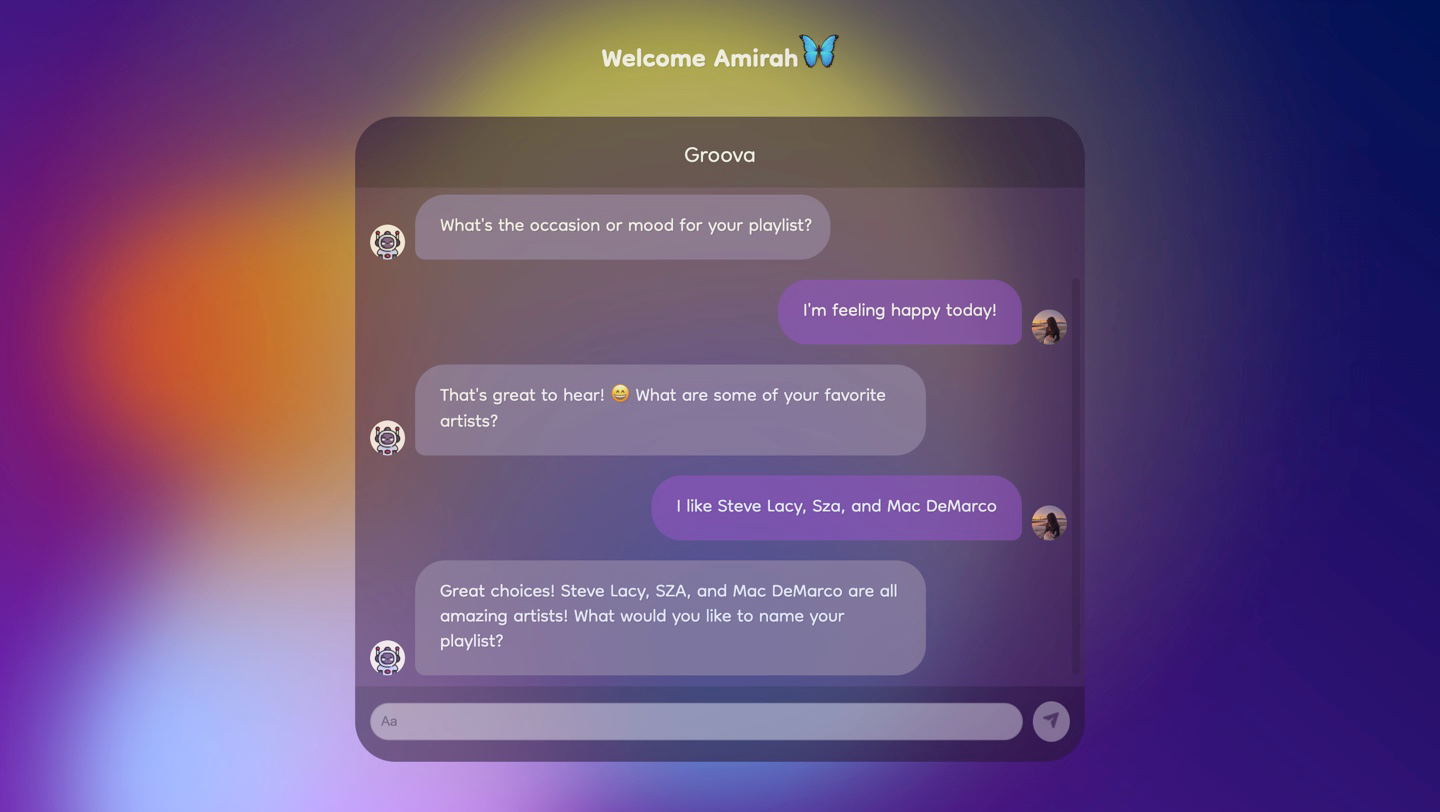 Welcome Amirah🦋
Groova
What's the occasion or mood for your playlist?
I'm feeling happy today!
That's great to hear! 😄 What are some of your favorite
artists?
I like Steve Lacy, Sza, and Mac DeMarco
Great choices! Steve Lacy, SZA, and Mac DeMarco are all
amazing artists! What would you like to name your
playlist?
Aa